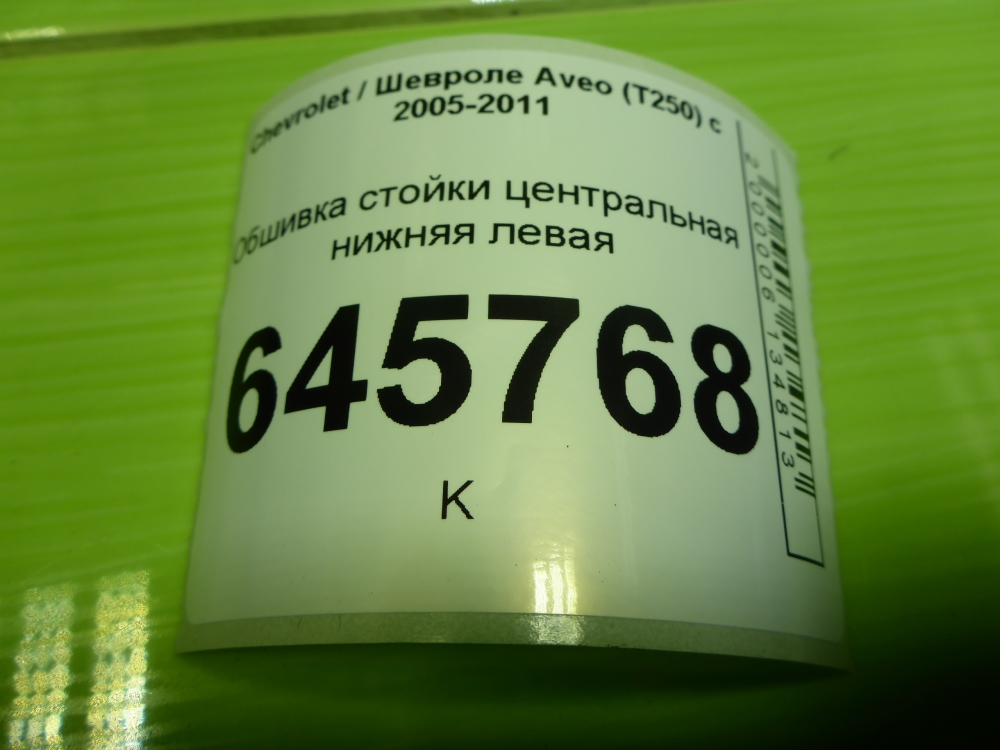 Chevrolet / Шевроле Aveo (T250) с
2005-2011
Обшивка стойки центральная
нижняя левая
645768
К
2000006134813